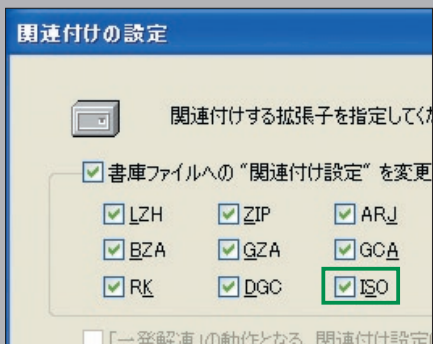 関連付けの設定
関連付けする拡張子を指定してくだ
書庫ファイルへの “関連付け設定“ を変更
LZH ZIP ARJ
BZA GZA GCA
RK DGC ISO
「一発解凍」の動作となる、関連付け設定